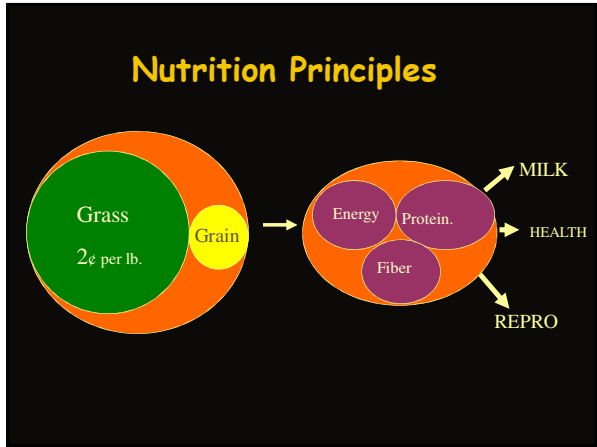 Nutrition Principles
Grass
2¢ per lb.
Grain
Energy
Protein.
Fiber
MILK
HEALTH
REPRO